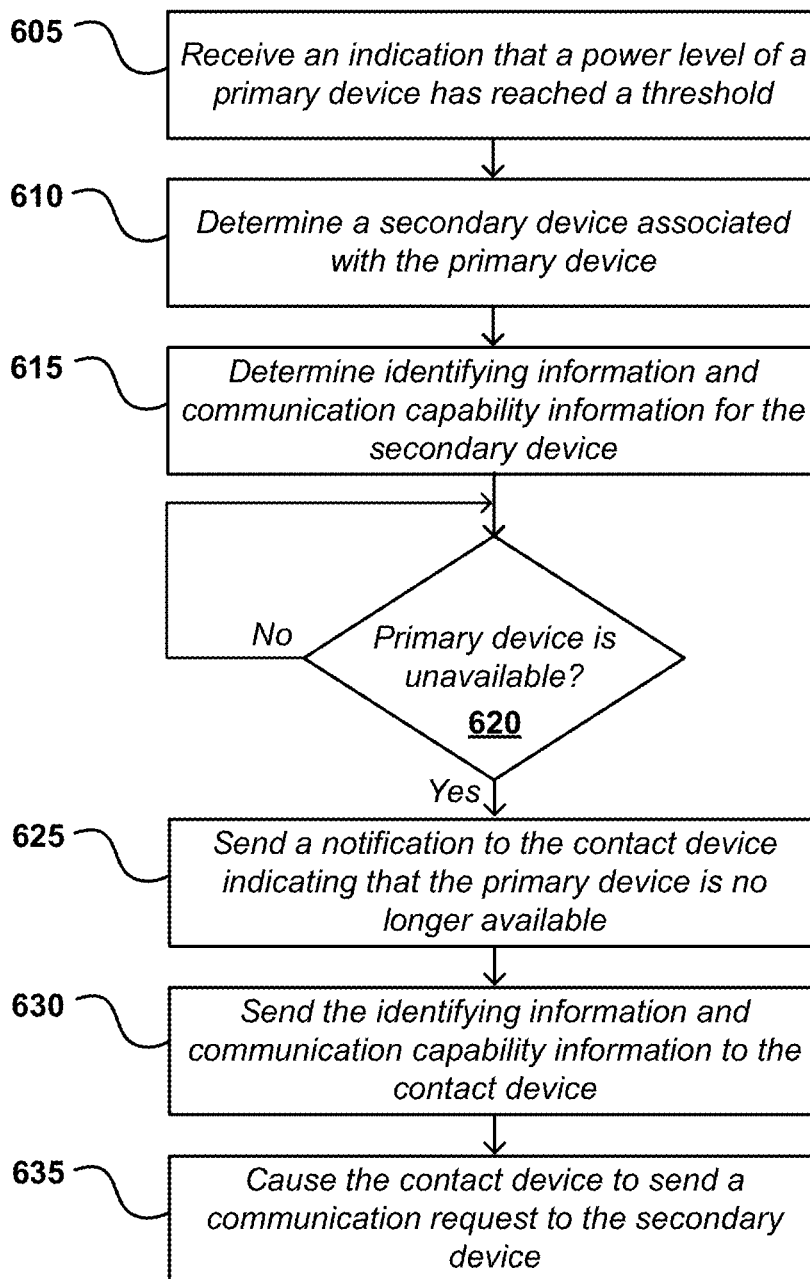 605
Receive an indication that a power level of a
primary device has reached a threshold
610
Determine a secondary device associated
with the primary device
615
Determine identifying information and
communication capability information for the
secondary device
No
Primary device is
unavailable?
620
Yes
625
Send a notification to the contact device
indicating that the primary device is no
longer available
630
Send the identifying information and
communication capability information to the
contact device
635
Cause the contact device to send a
communication request to the secondary
device